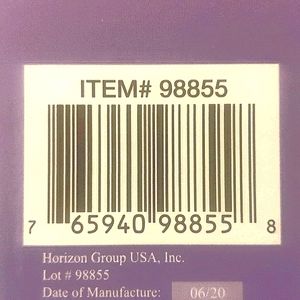 ITEM# 98855
7 65940 98855 8
Horizon Group USA, Inc.
Lot # 98855
Date of Manufacture: 06/20